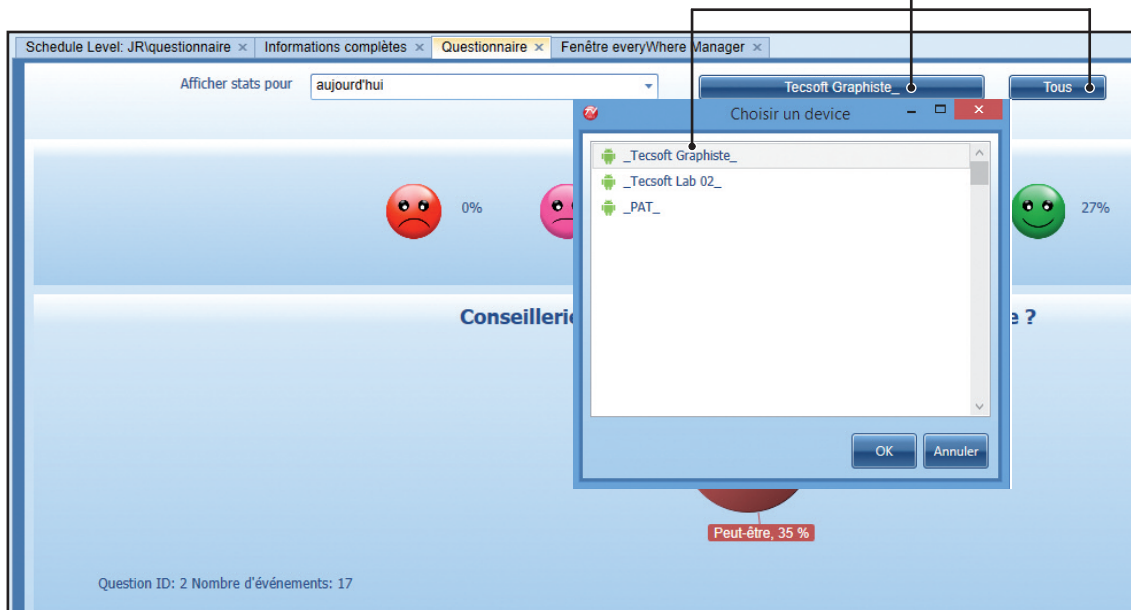 Schedule Level: JR\questionnaire × Informations complètes × Questionnaire × Fenêtre everyWhere Manager ×
Afficher stats pour aujourd'hui Tecsoft Graphiste_ Tous
Choisir un device
_Tecsoft Graphiste_
_Tecsoft Lab 02_
_PAT_
0% 27%
Conseillerie e ?
OK Annuler
Peut-être, 35 %
Question ID: 2 Nombre d'événements: 17